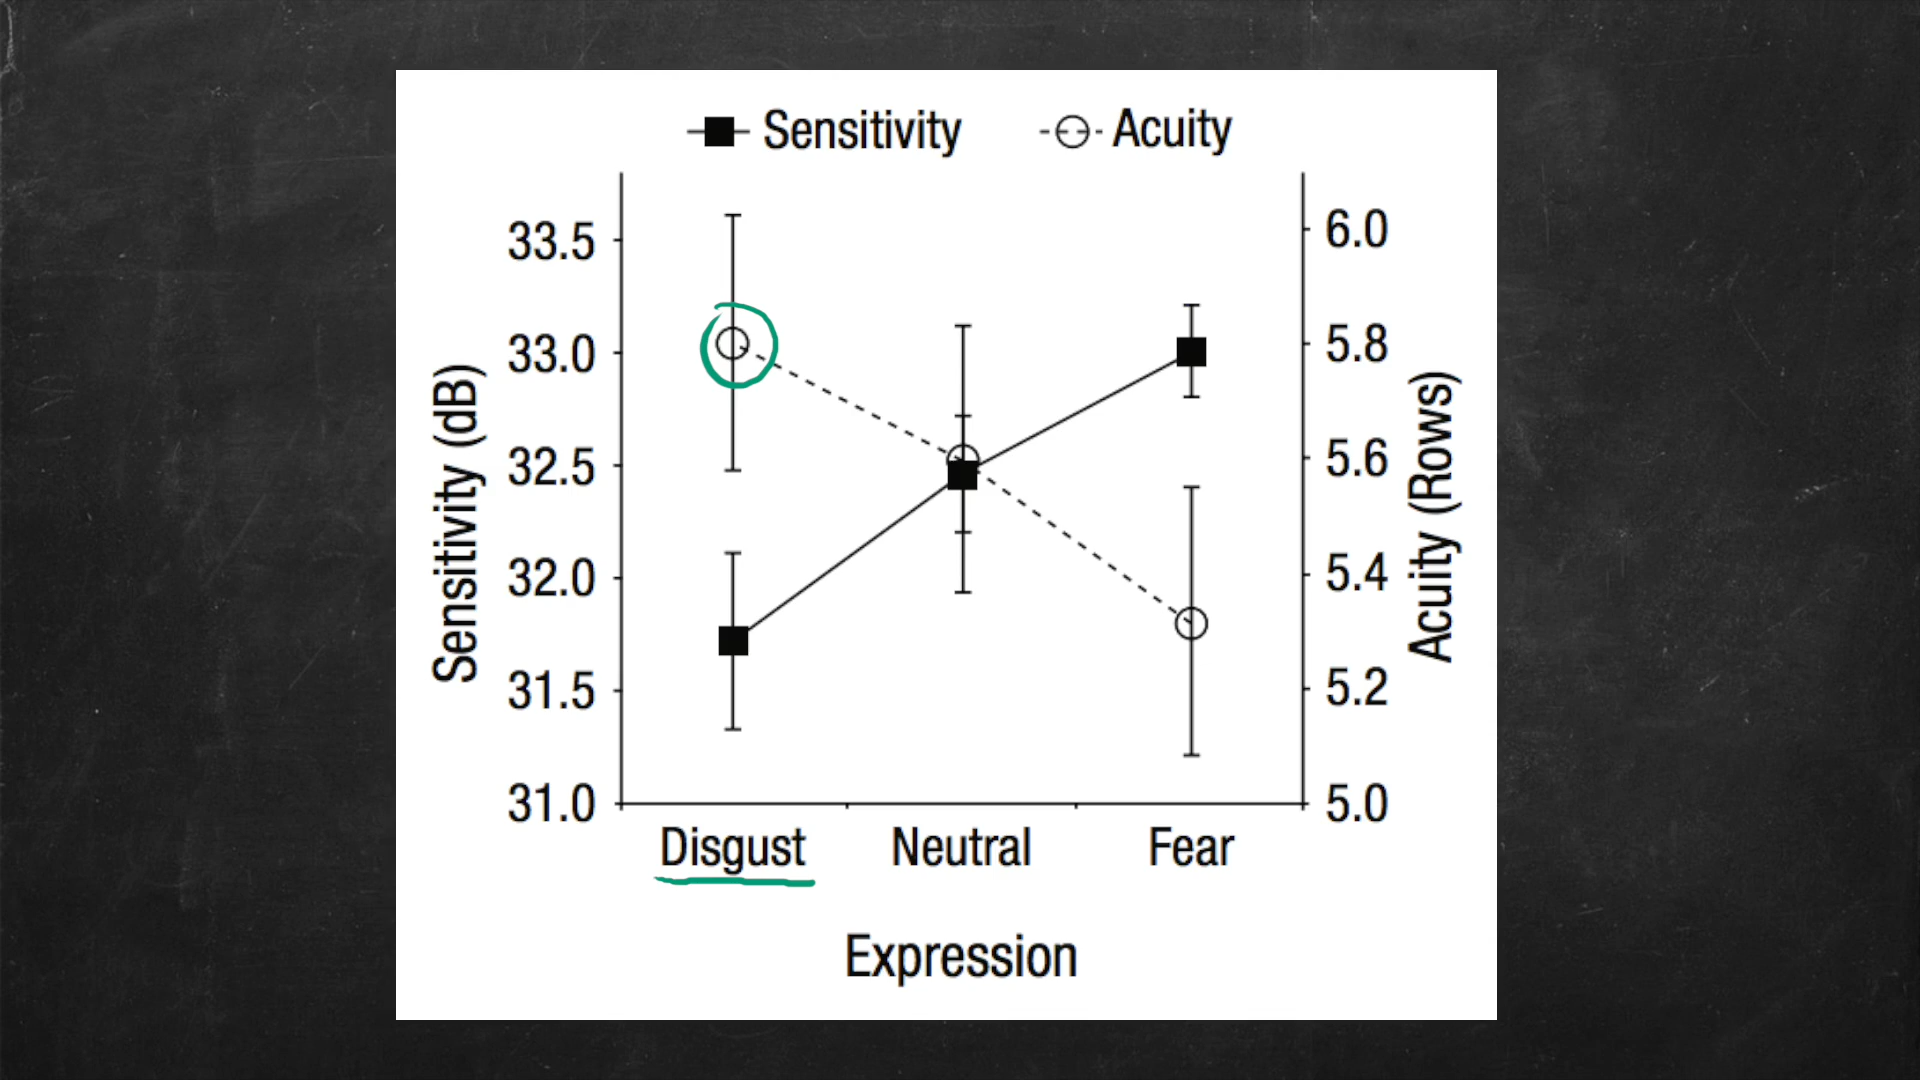 Sensitivity Acuity
33.5
33.0
32.5
32.0
31.5
31.0
Sensitivity (dB)
6.0
5.8
5.6
5.4
5.2
5.0
Acuity (Rows)
Disgust Neutral Fear
Expression